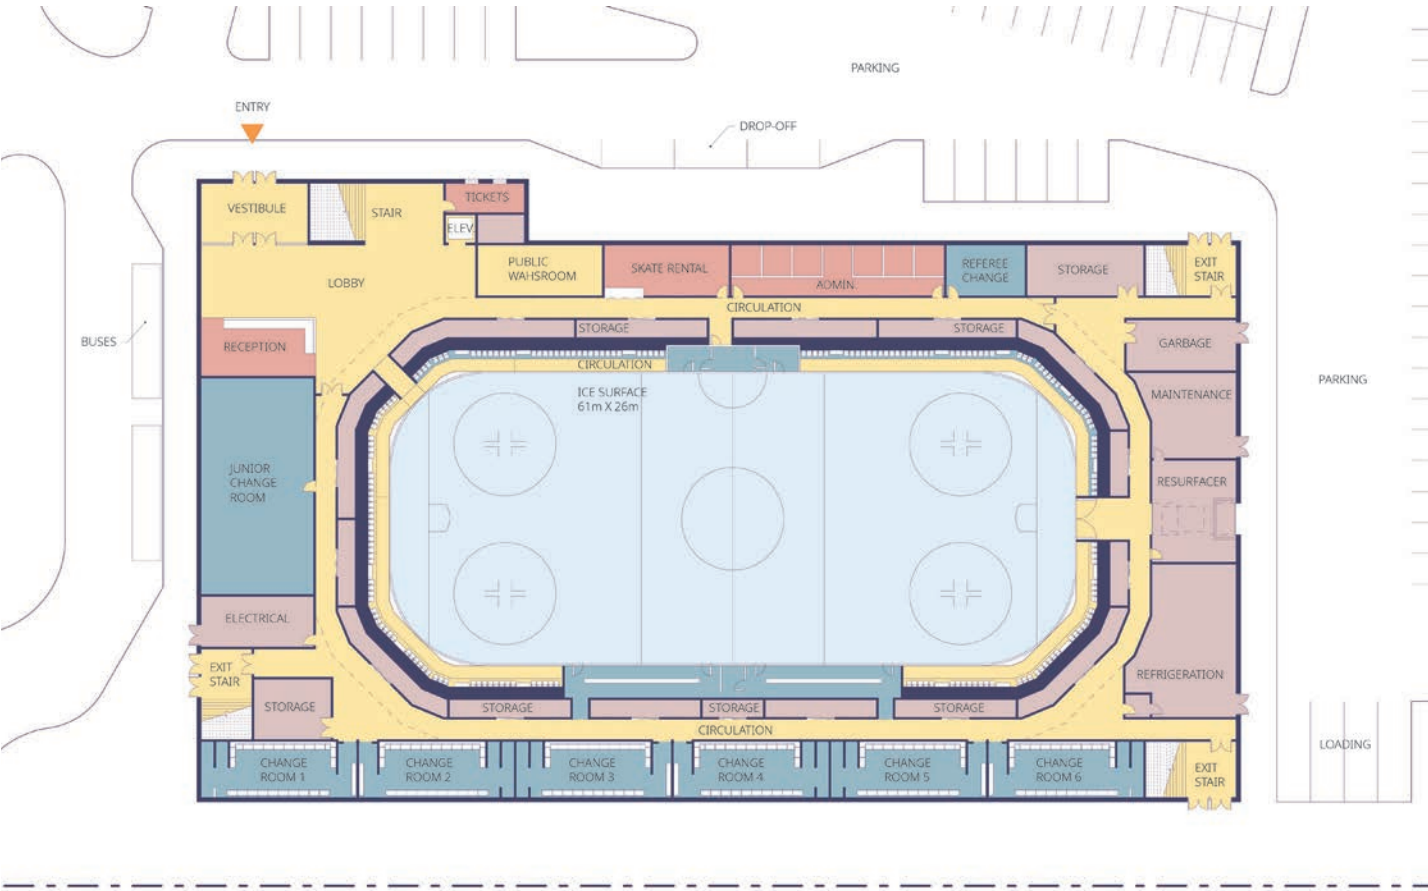 PARKING
ENTRY
DROP-OFF
TICKETS
VESTIBULE
STAIR
ELEV.
PUBLIC
WAHSROOM
SKATE RENTAL
ADMIN.
REFEREE
CHANGE
STORAGE
EXIT
STAIR
LOBBY
CIRCULATION
STORAGE
STORAGE
BUSES
RECEPTION
GARBAGE
CIRCULATION
PARKING
ICE SURFACE
61m X 26m
MAINTENANCE
JUNIOR
CHANGE
ROOM
RESURFACER
ELECTRICAL
EXIT
STAIR
REFRIGERATION
STORAGE
STORAGE
STORAGE
STORAGE
CIRCULATION
LOADING
CHANGE
ROOM 1
CHANGE
ROOM 2
CHANGE
ROOM 3
CHANGE
ROOM 4
CHANGE
ROOM 5
CHANGE
ROOM 6
EXIT
STAIR